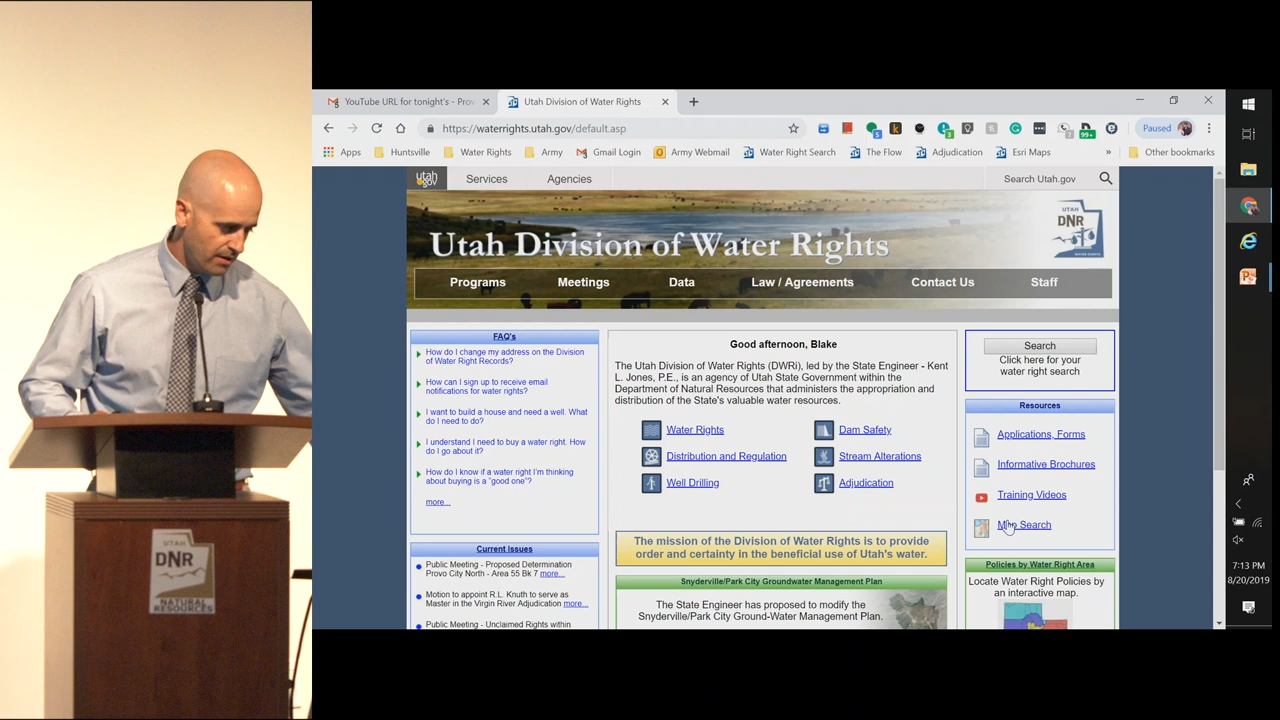 UTAH
DNR
NATURAL
RESOURCES
YouTube URL for tonight's - Prov
Utah Division of Water Rights
https://waterrights.utah.gov/default.asp
Paused
Apps
Huntsville
Water Rights
Army
Gmail Login
Army Webmail
Water Right Search
The Flow
Adjudication
Esri Maps
»
Other bookmarks
utah
gov
Services
Agencies
Search Utah.gov
Utah Division of Water Rights
UTAH
DNR
WATER RIGHTS
Programs
Meetings
Data
Law / Agreements
Contact Us
Staff
FAQ's
How do I change my address on the Division
of Water Right Records?
How can I sign up to receive email
notifications for water rights?
I want to build a house and need a well. What
do I need to do?
I understand I need to buy a water right. How
do I go about it?
How do I know if a water right I'm thinking
about buying is a "good one"?
more...
Current Issues
Public Meeting - Proposed Determination
Provo City North - Area 55 Bk 7 more...
Motion to appoint R.L. Knuth to serve as
Master in the Virgin River Adjudication more...
Public Meeting - Unclaimed Rights within
Good afternoon, Blake
The Utah Division of Water Rights (DWRi), led by the State Engineer - Kent
L. Jones, P.E., is an agency of Utah State Government within the
Department of Natural Resources that administers the appropriation and
distribution of the State's valuable water resources.
Water Rights
Dam Safety
Distribution and Regulation
Stream Alterations
Well Drilling
Adjudication
The mission of the Division of Water Rights is to provide
order and certainty in the beneficial use of Utah's water.
Snyderville/Park City Groundwater Management Plan
The State Engineer has proposed to modify the
Snyderville/Park City Ground-Water Management Plan.
Search
Click here for your
water right search
Resources
Applications, Forms
Informative Brochures
Training Videos
Map Search
Policies by Water Right Area
Locate Water Right Policies by
an interactive map.
99+
7:13 PM
8/20/2019